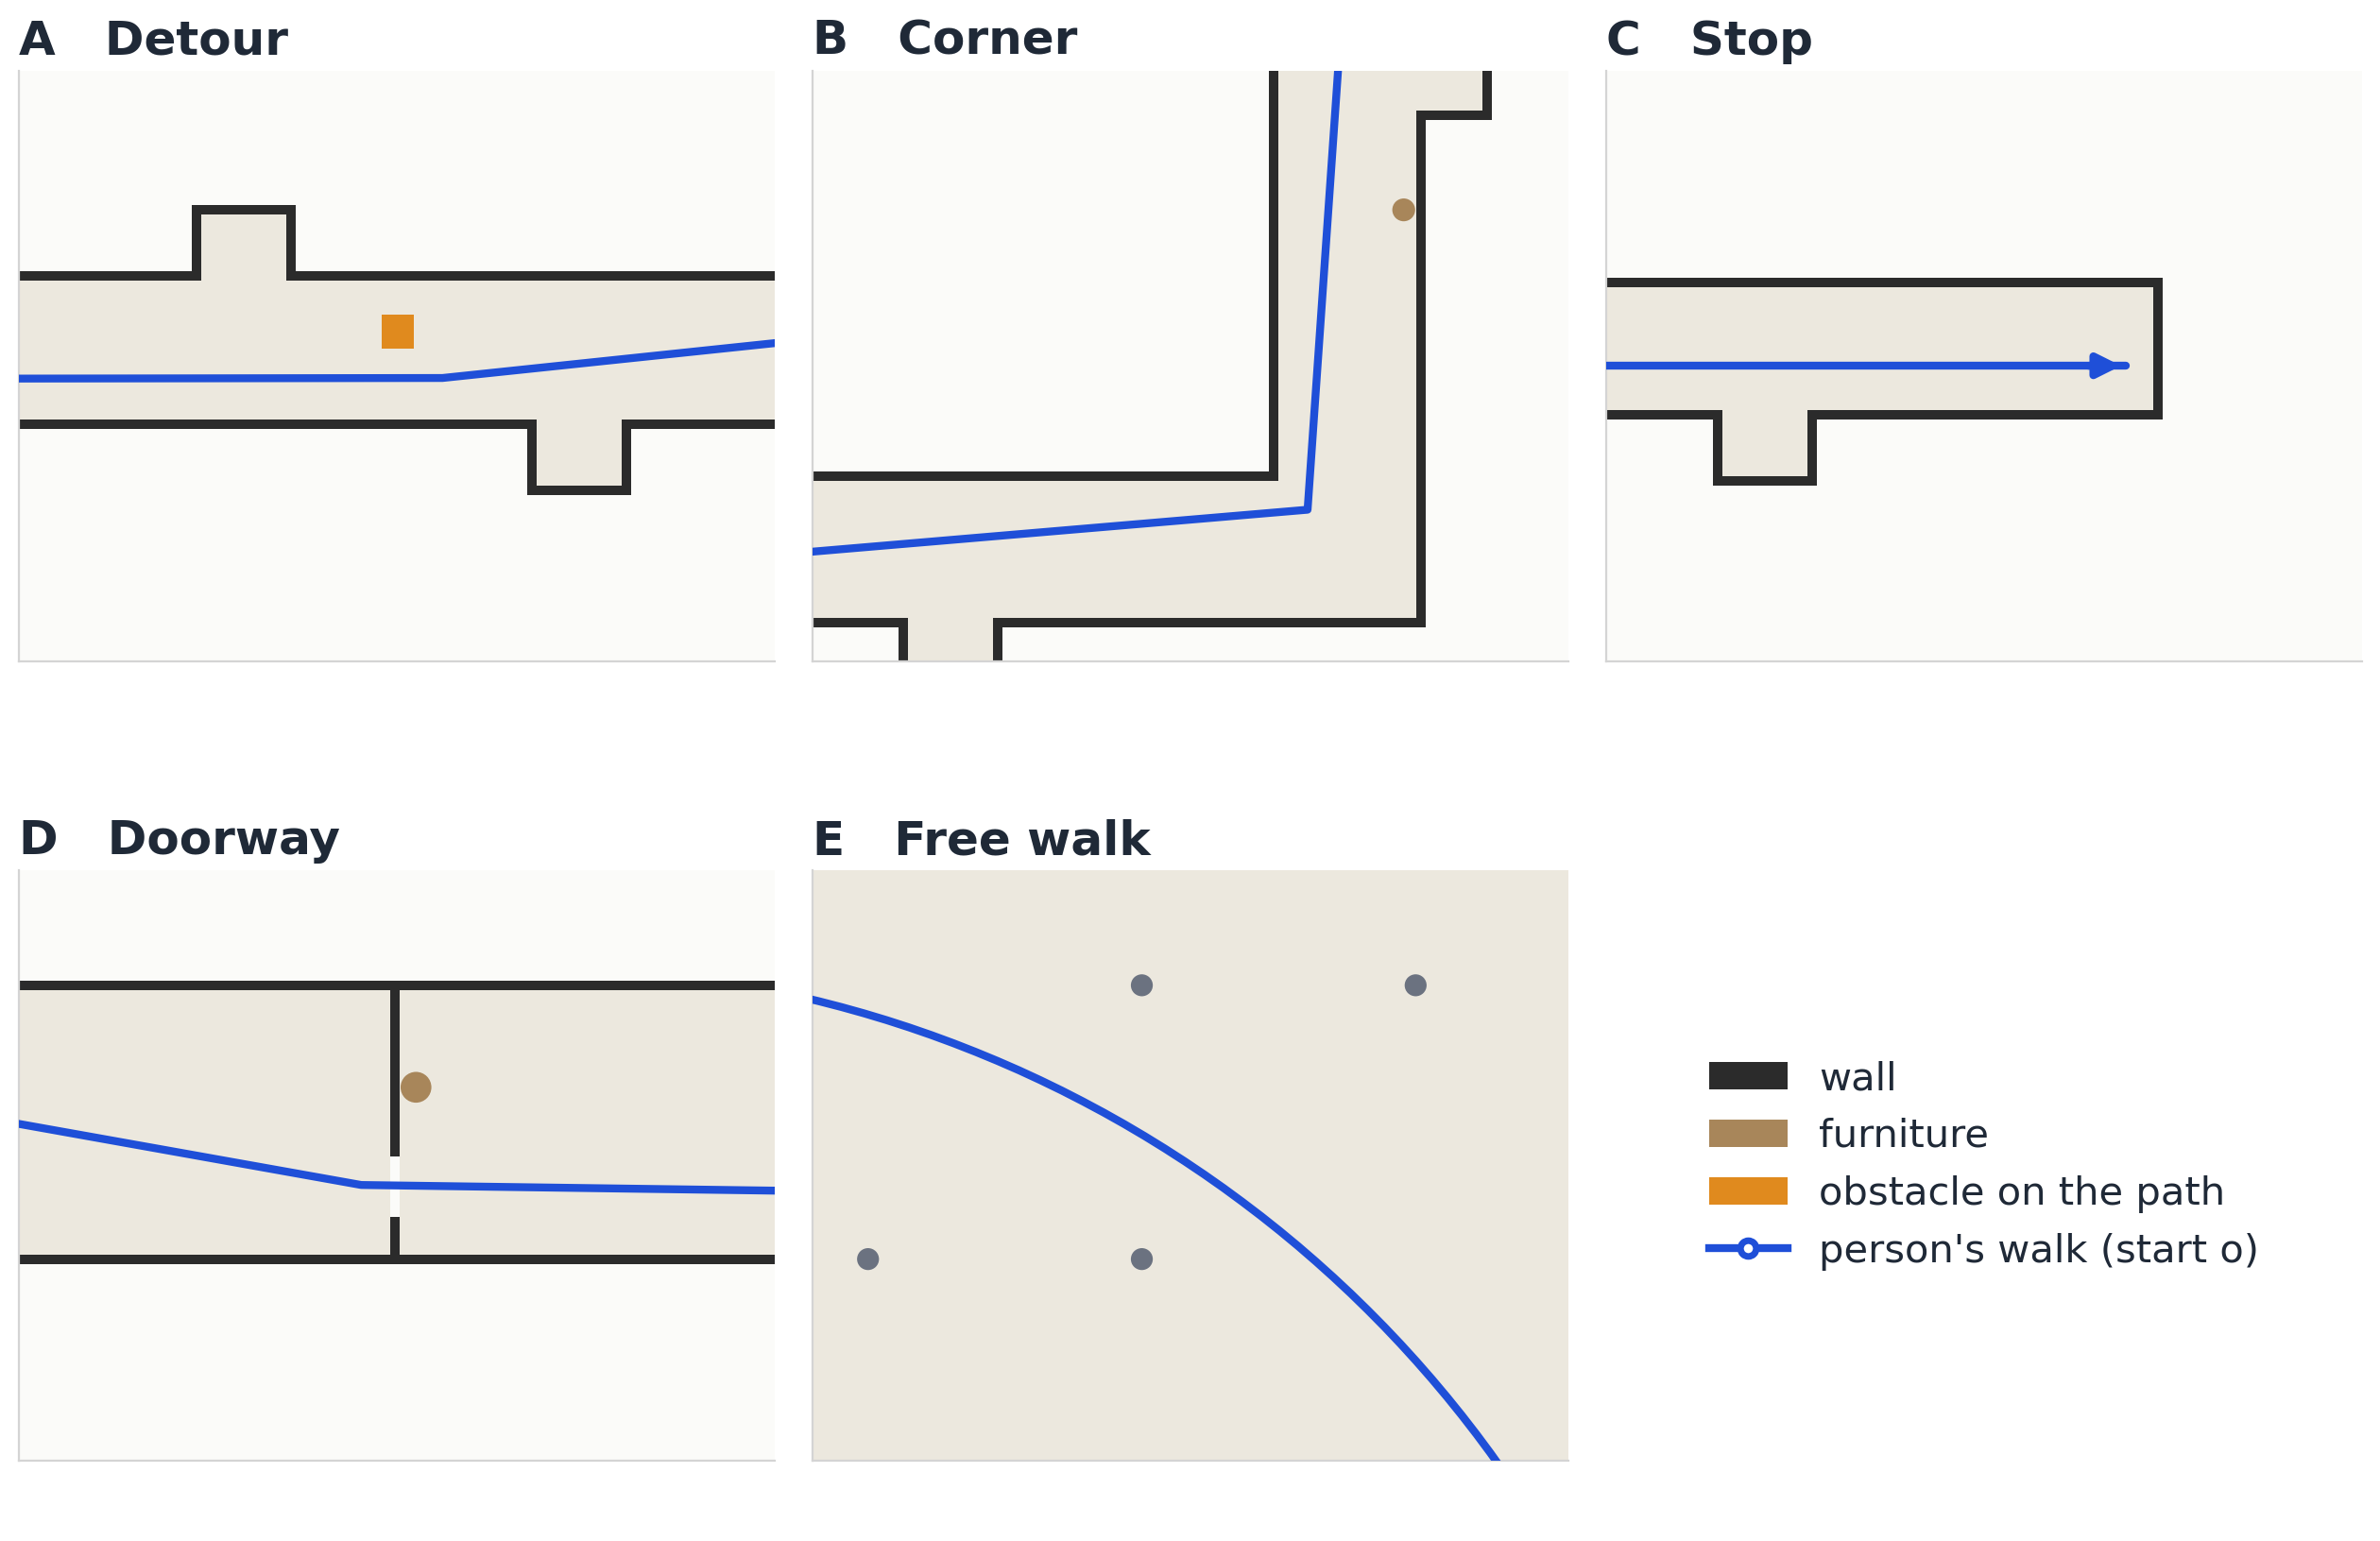 A Detour
B Corner
C Stop
D Doorway
E Free walk
wall
furniture
obstacle on the path
person's walk (start o)